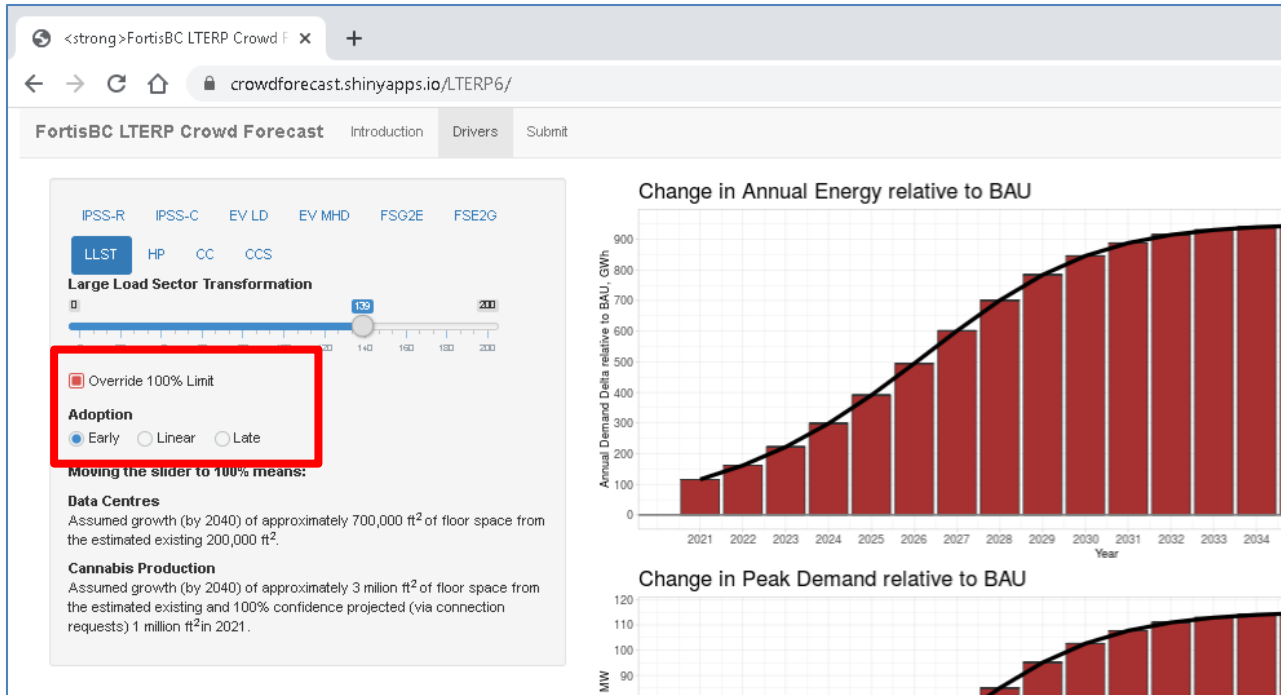 <strong>FortisBC LTERP Crowd F
crowdforecast.shinyapps.io/LTERP6/
FortisBC LTERP Crowd Forecast Introduction Drivers Submit
IPSS-R IPSS-C EV LD EV MHD FSG2E FSE2G
LLST HP CC CCS
Large Load Sector Transformation
0 139 200
140 160 180 200
Override 100% Limit
Adoption
Early Linear Late
Moving the slider to 100% means:
Data Centres
Assumed growth (by 2040) of approximately 700,000 ft2 of floor space from
the estimated existing 200,000 ft2.
Cannabis Production
Assumed growth (by 2040) of approximately 3 milion ft2 of floor space from
the estimated existing and 100% confidence projected (via connection
requests) 1 million ft2in 2021.
Change in Annual Energy relative to BAU
Annual Demand Delta relative to BAU, GWh
900
800
700
600
500
400
300
200
100
0
2021 2022 2023 2024 2025 2026 2027 2028 2029 2030 2031 2032 2033 2034
Year
Change in Peak Demand relative to BAU
120
110
100
90
MW